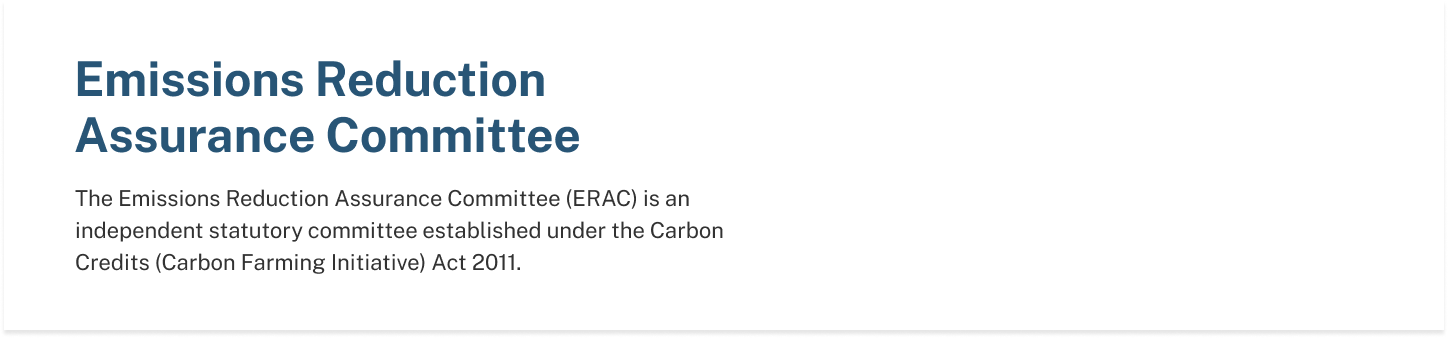 Emissions Reduction
Assurance Committee
The Emissions Reduction Assurance Committee (ERAC) is an
independent statutory committee established under the Carbon
Credits (Carbon Farming Initiative) Act 2011.